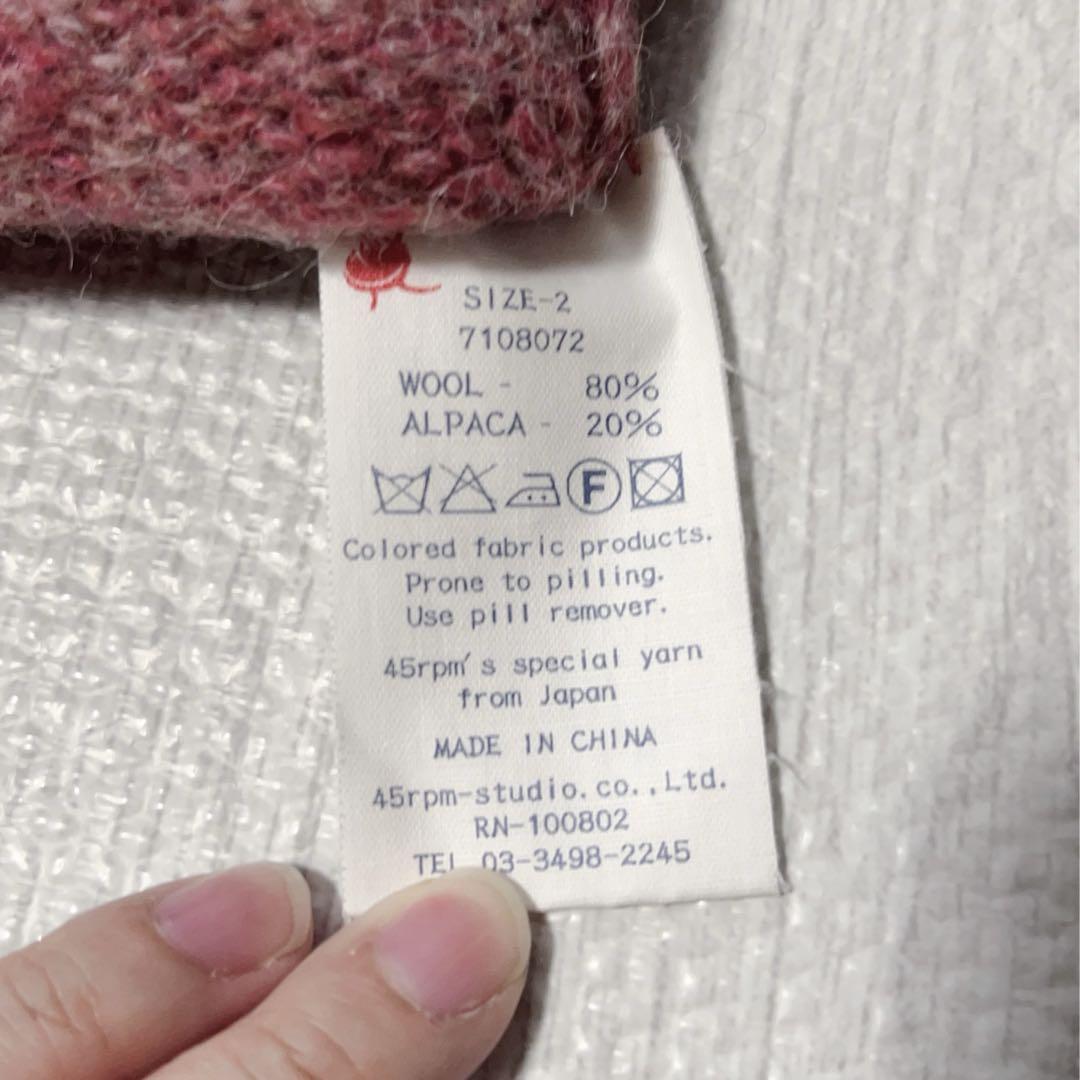 SIZE-2
7108072
WOOL - 80%
ALPACA - 20%
F
Colored fabric products.
Prone to pilling.
Use pill remover.
45rpm's special yarn
from Japan
MADE IN CHINA
45rpm-studio.co.,Ltd.
RN-100802
TEL 03-3498-2245